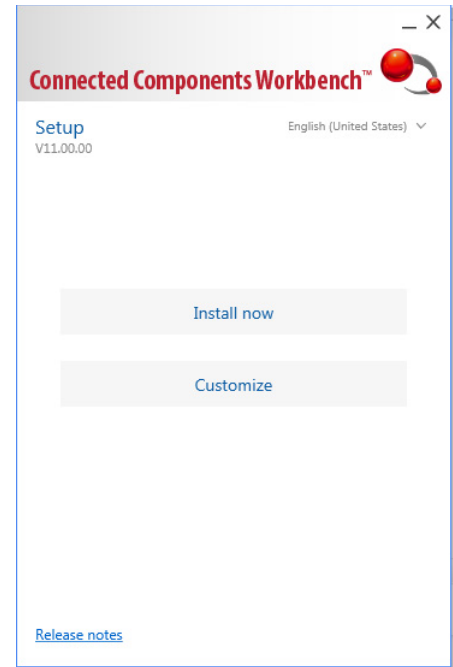 Connected Components Workbench™
Setup
English (United States)
V11.00.00
Install now
Customize
Release notes